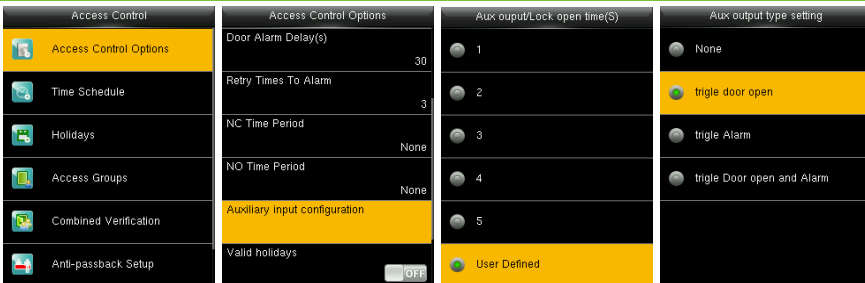 Access Control
Access Control Options
Time Schedule
Holidays
Access Groups
Combined Verification
Anti-passback Setup
Access Control Options
Door Alarm Delay(s)
30
Retry Times To Alarm
3
NC Time Period
None
NO Time Period
None
Auxiliary input configuration
Valid holidays
OFF
Aux ouput/Lock open time(S)
1
2
3
4
5
User Defined
Aux output type setting
None
trigle door open
trigle Alarm
trigle Door open and Alarm